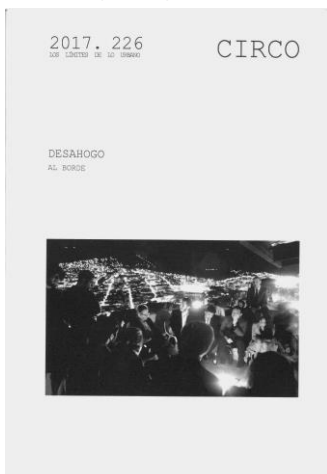 2017. 226
LOS LÍMITES DE LO URBANO
CIRCO
DESAHOGO
AL BORDE